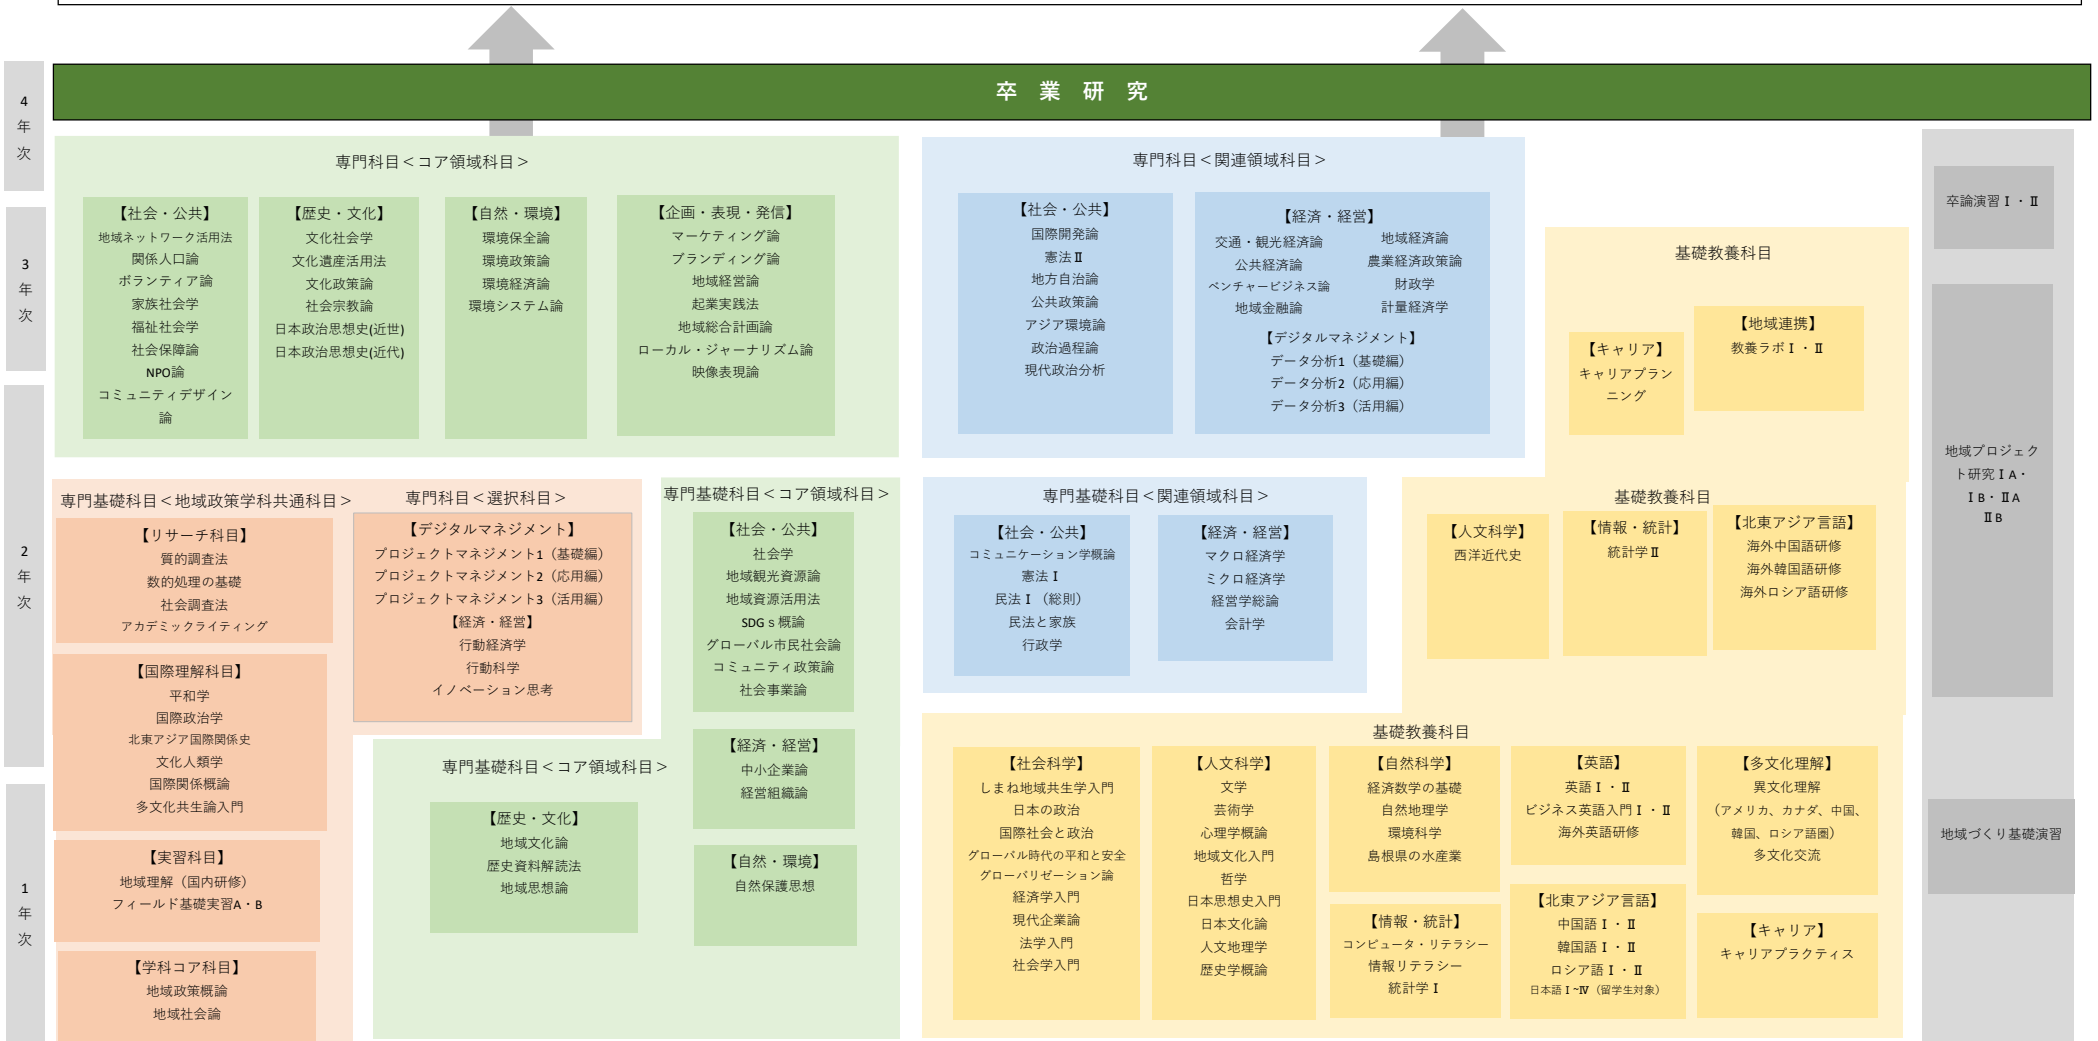 卒 業 研 究
4
年
次
3
年
次
2
年
次
1
年
次
専門科目＜コア領域科目＞
【社会・公共】
地域ネットワーク活用法
関係人口論
ボランティア論
家族社会学
福祉社会学
社会保障論
NPO論
コミュニティデザイン
論
【歴史・文化】
文化社会学
文化遺産活用法
文化政策論
社会宗教論
日本政治思想史(近世)
日本政治思想史(近代)
【自然・環境】
環境保全論
環境政策論
環境経済論
環境システム論
【企画・表現・発信】
マーケティング論
ブランディング論
地域経営論
起業実践法
地域総合計画論
ローカル・ジャーナリズム論
映像表現論
専門科目＜関連領域科目＞
【社会・公共】
国際開発論
憲法Ⅱ
地方自治論
公共政策論
アジア環境論
政治過程論
現代政治分析
【経済・経営】
交通・観光経済論
公共経済論
ベンチャービジネス論
地域金融論
地域経済論
農業経済政策論
財政学
計量経済学
【デジタルマネジメント】
データ分析1（基礎編）
データ分析2（応用編）
データ分析3（活用編）
基礎教養科目
【キャリア】
キャリアプラン
ニング
【地域連携】
教養ラボⅠ・Ⅱ
卒論演習Ⅰ・Ⅱ
地域プロジェク
ト研究ⅠA・
ⅠB・ⅡA
ⅡB
地域づくり基礎演習
専門基礎科目＜地域政策学科共通科目＞
【リサーチ科目】
質的調査法
数的処理の基礎
社会調査法
アカデミックライティング
【国際理解科目】
平和学
国際政治学
北東アジア国際関係史
文化人類学
国際関係概論
多文化共生論入門
【実習科目】
地域理解（国内研修）
フィールド基礎実習A・B
【学科コア科目】
地域政策概論
地域社会論
専門科目＜選択科目＞
【デジタルマネジメント】
プロジェクトマネジメント1（基礎編）
プロジェクトマネジメント2（応用編）
プロジェクトマネジメント3（活用編）
【経済・経営】
行動経済学
行動科学
イノベーション思考
専門基礎科目＜コア領域科目＞
【社会・公共】
社会学
地域観光資源論
地域資源活用法
SDGｓ概論
グローバル市民社会論
コミュニティ政策論
社会事業論
【経済・経営】
中小企業論
経営組織論
【自然・環境】
自然保護思想
専門基礎科目＜コア領域科目＞
【歴史・文化】
地域文化論
歴史資料解読法
地域思想論
専門基礎科目＜関連領域科目＞
【社会・公共】
コミュニケーション学概論
憲法Ⅰ
民法Ⅰ（総則）
民法と家族
行政学
【経済・経営】
マクロ経済学
ミクロ経済学
経営学総論
会計学
基礎教養科目
【人文科学】
西洋近代史
【情報・統計】
統計学Ⅱ
【北東アジア言語】
海外中国語研修
海外韓国語研修
海外ロシア語研修
基礎教養科目
【社会科学】
しまね地域共生学入門
日本の政治
国際社会と政治
グローバル時代の平和と安全
グローバリゼーション論
経済学入門
現代企業論
法学入門
社会学入門
【人文科学】
文学
芸術学
心理学概論
地域文化入門
哲学
日本思想史入門
日本文化論
人文地理学
歴史学概論
【自然科学】
経済数学の基礎
自然地理学
環境科学
島根県の水産業
【情報・統計】
コンピュータ・リテラシー
情報リテラシー
統計学Ⅰ
【英語】
英語Ⅰ・Ⅱ
ビジネス英語入門Ⅰ・Ⅱ
海外英語研修
【北東アジア言語】
中国語Ⅰ・Ⅱ
韓国語Ⅰ・Ⅱ
ロシア語Ⅰ・Ⅱ
日本語Ⅰ~Ⅳ（留学生対象）
【多文化理解】
異文化理解
（アメリカ、カナダ、中国、
韓国、ロシア語圏）
多文化交流
【キャリア】
キャリアプラクティス